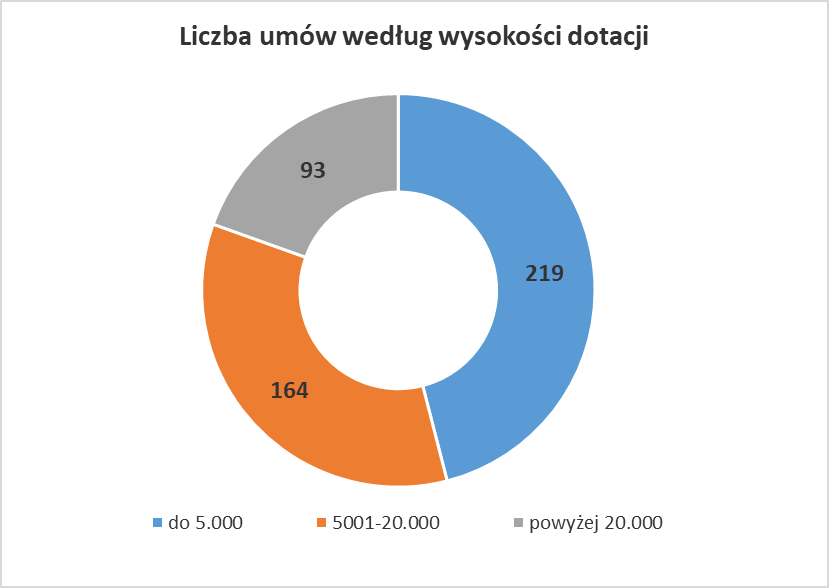 Liczba umów według wysokości dotacji
93
219
164
do 5.000
5001-20.000
powyżej 20.000